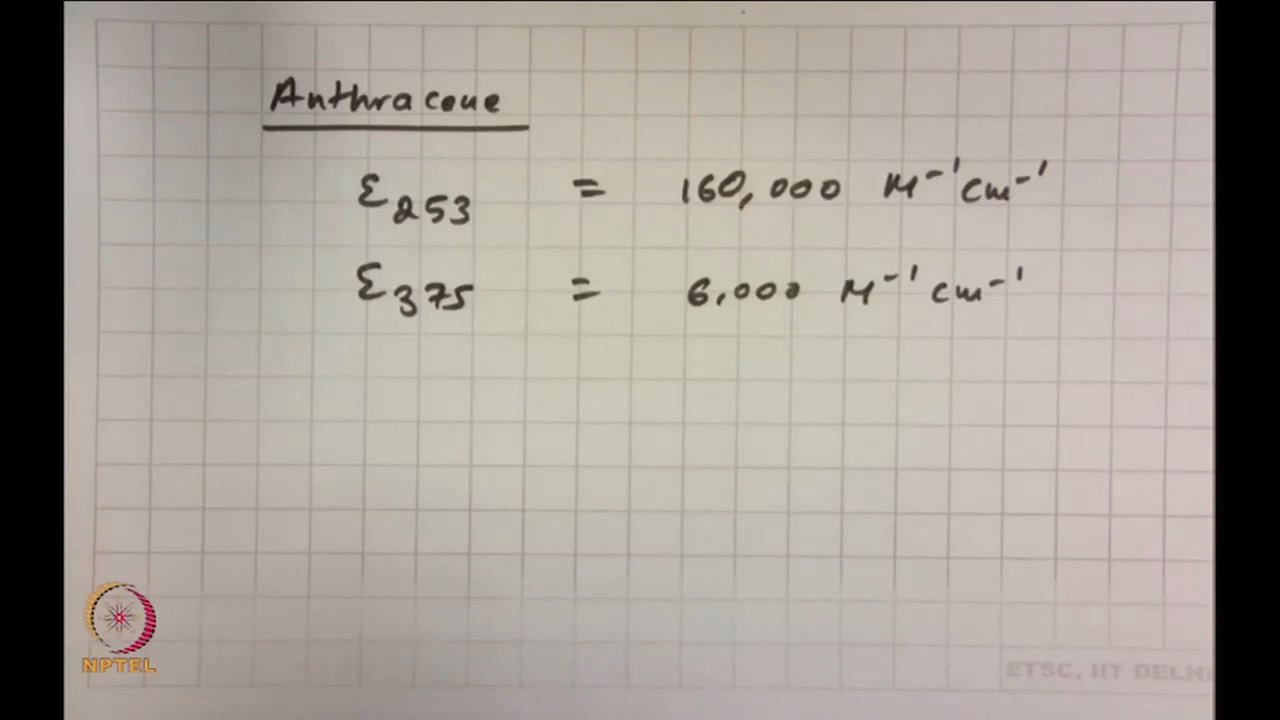 Anthracene
ε253 = 160,000 M⁻¹cm⁻¹
ε375 = 6,000 M⁻¹cm⁻¹
NPTEL
ETSC, IIT DELHI